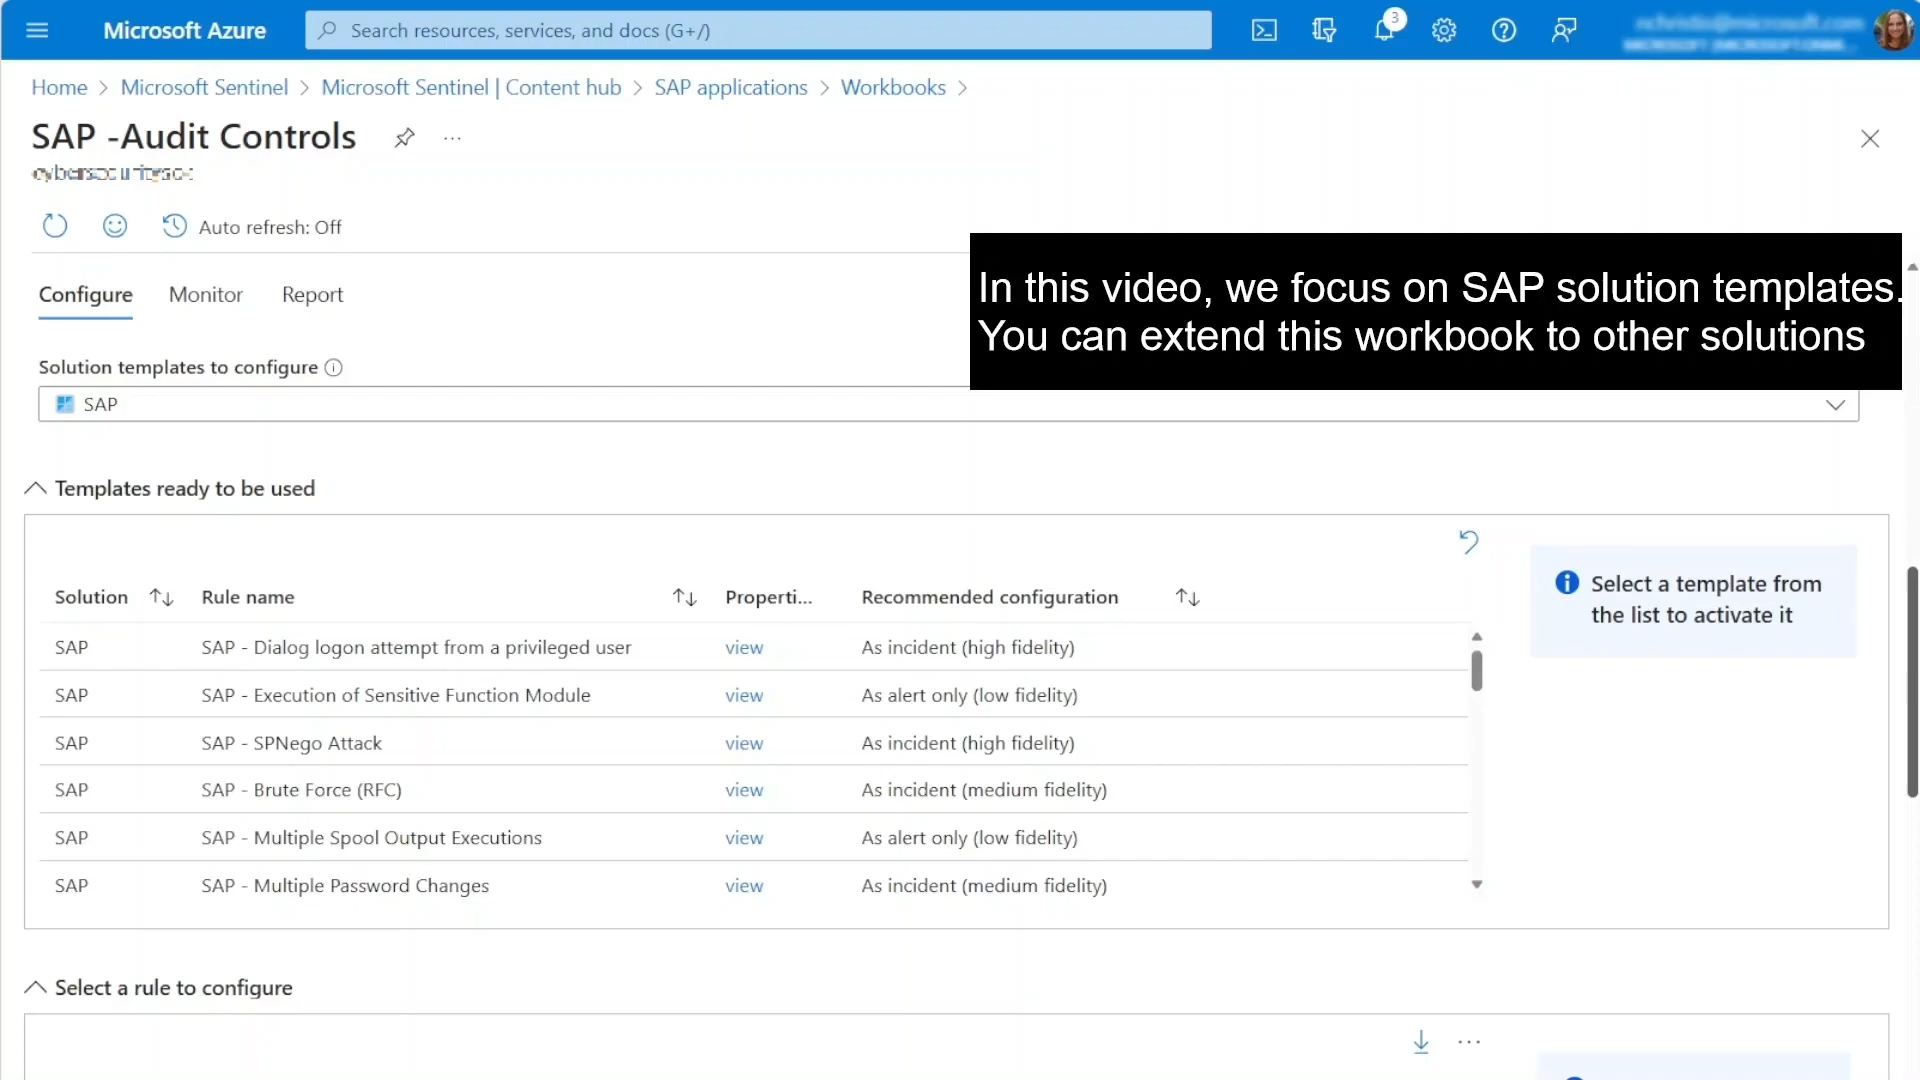 Microsoft Azure
Search resources, services, and docs (G+/)
3
Home > Microsoft Sentinel > Microsoft Sentinel | Content hub > SAP applications > Workbooks >
SAP -Audit Controls
Auto refresh: Off
In this video, we focus on SAP solution templates.
You can extend this workbook to other solutions
Configure Monitor Report
Solution templates to configure
SAP
Templates ready to be used
Solution Rule name Properti... Recommended configuration
SAP SAP - Dialog logon attempt from a privileged user view As incident (high fidelity)
SAP SAP - Execution of Sensitive Function Module view As alert only (low fidelity)
SAP SAP - SPNego Attack view As incident (high fidelity)
SAP SAP - Brute Force (RFC) view As incident (medium fidelity)
SAP SAP - Multiple Spool Output Executions view As alert only (low fidelity)
SAP SAP - Multiple Password Changes view As incident (medium fidelity)
Select a template from
the list to activate it
Select a rule to configure